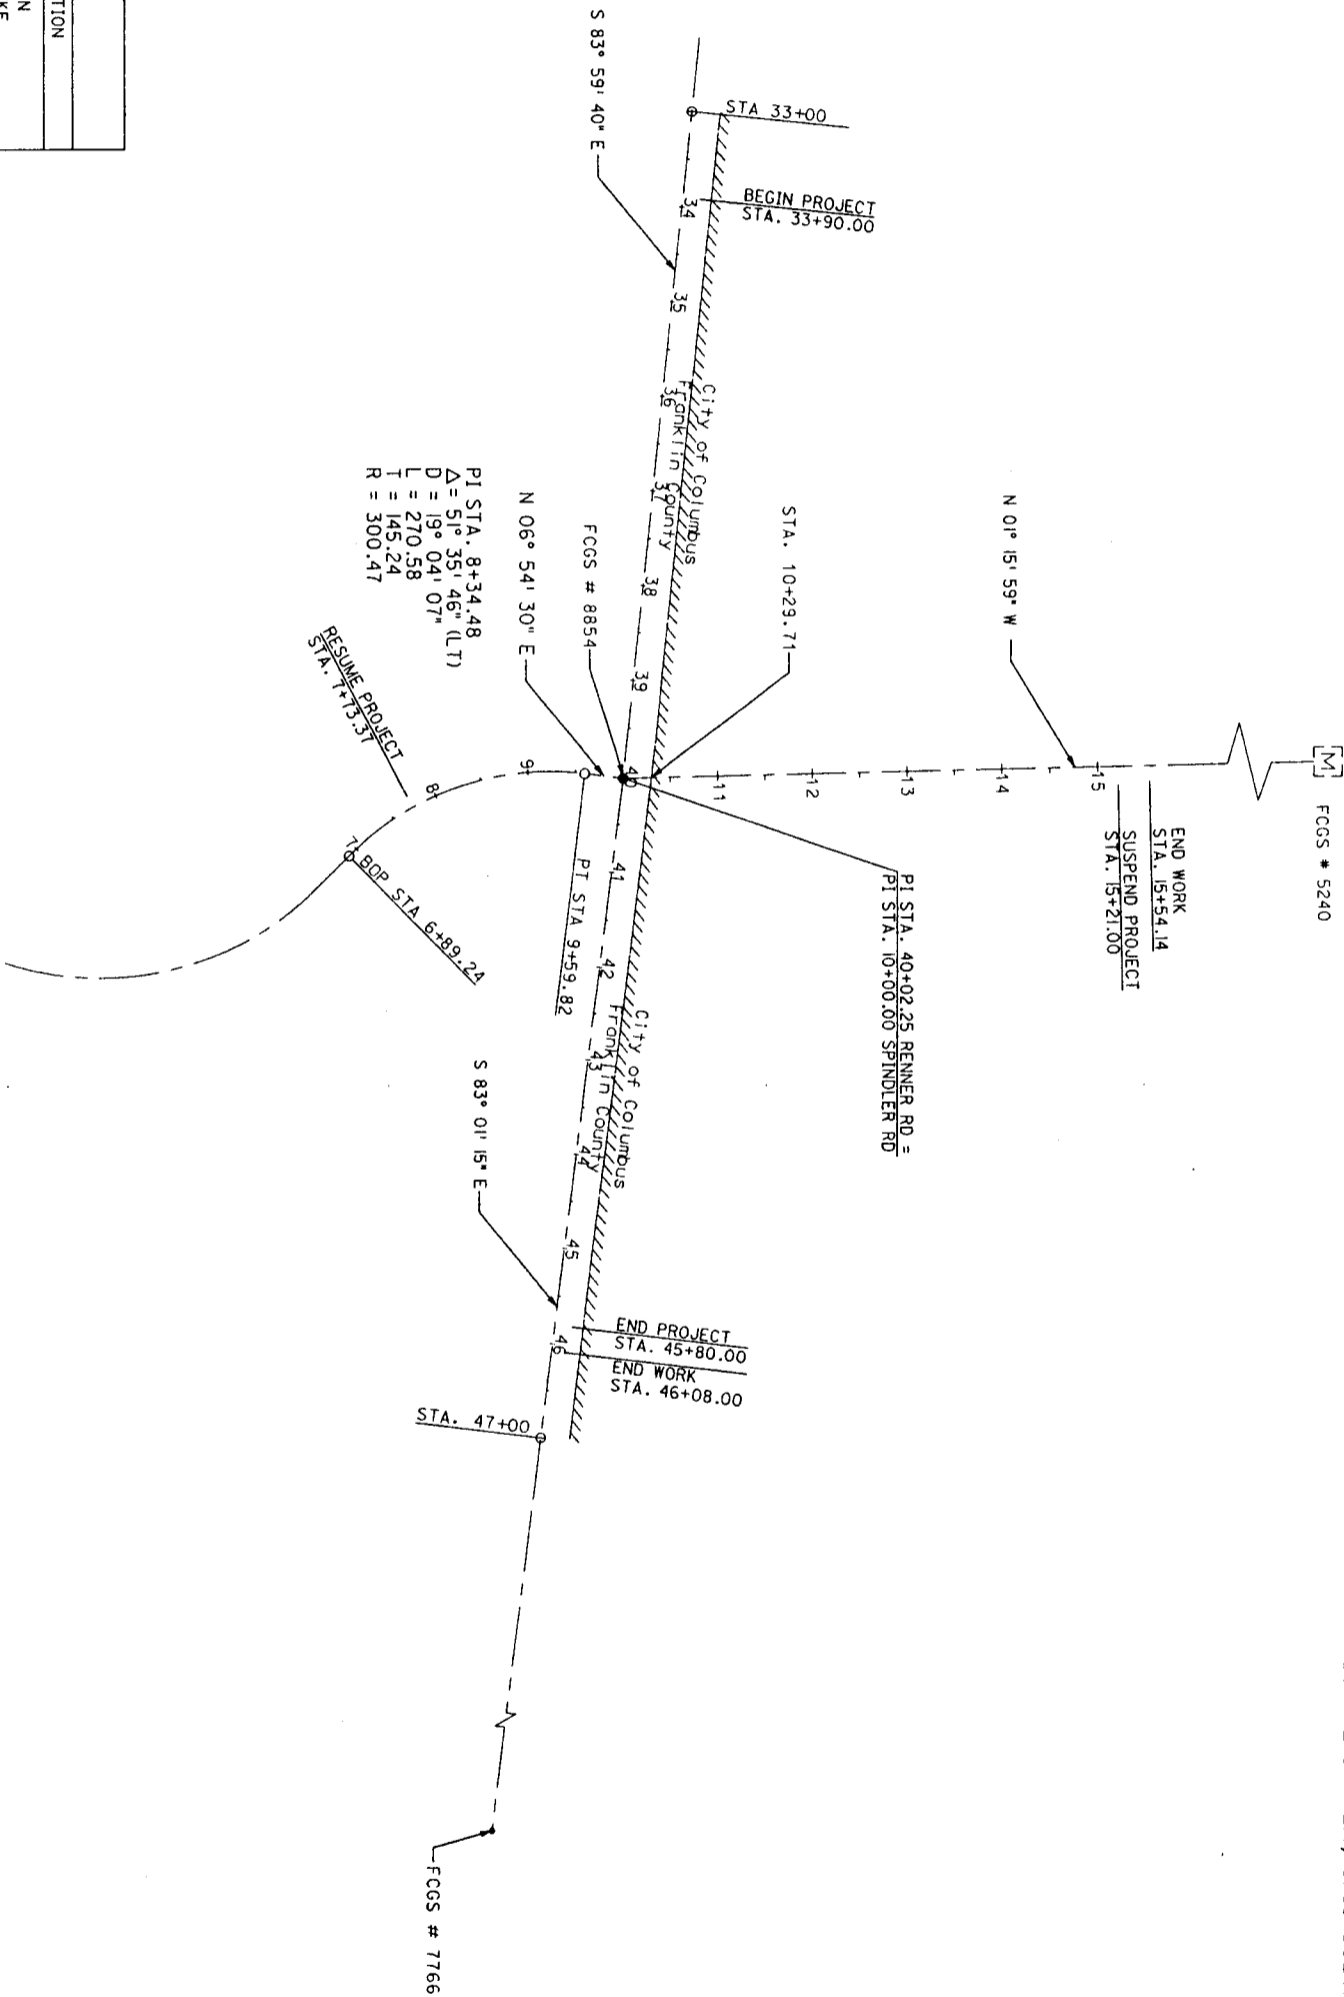 TION
N
KE
S 83° 59' 40" E
STA 33+00
BEGIN PROJECT
STA. 33+90.00
34
35
36
37
38
39
40
41
42
43
44
45
46
City of Columbus
Franklin County
STA. 10+29.71
N 01° 15' 59" W
FCGS # 5240
M
PI STA. 8+34.48
Δ= 51° 35' 46" (LT)
D = 19° 04' 07"
L = 270.58
T = 145.24
R = 300.47
N 06° 54' 30" E
FCGS # 8854
RESUME PROJECT
STA. 7+73.37
7
8
9
11
12
13
14
15
END WORK
STA. 15+54.14
SUSPEND PROJECT
STA. 15+21.00
BOP STA 6+89.24
PT STA 9+59.82
PI STA. 40+02.25 RENNER RD =
PI STA. 10+00.00 SPINDLER RD
City of Columbus
Franklin County
S 83° 01' 15" E
END PROJECT
STA. 45+80.00
END WORK
STA. 46+08.00
STA. 47+00
FCGS # 7766